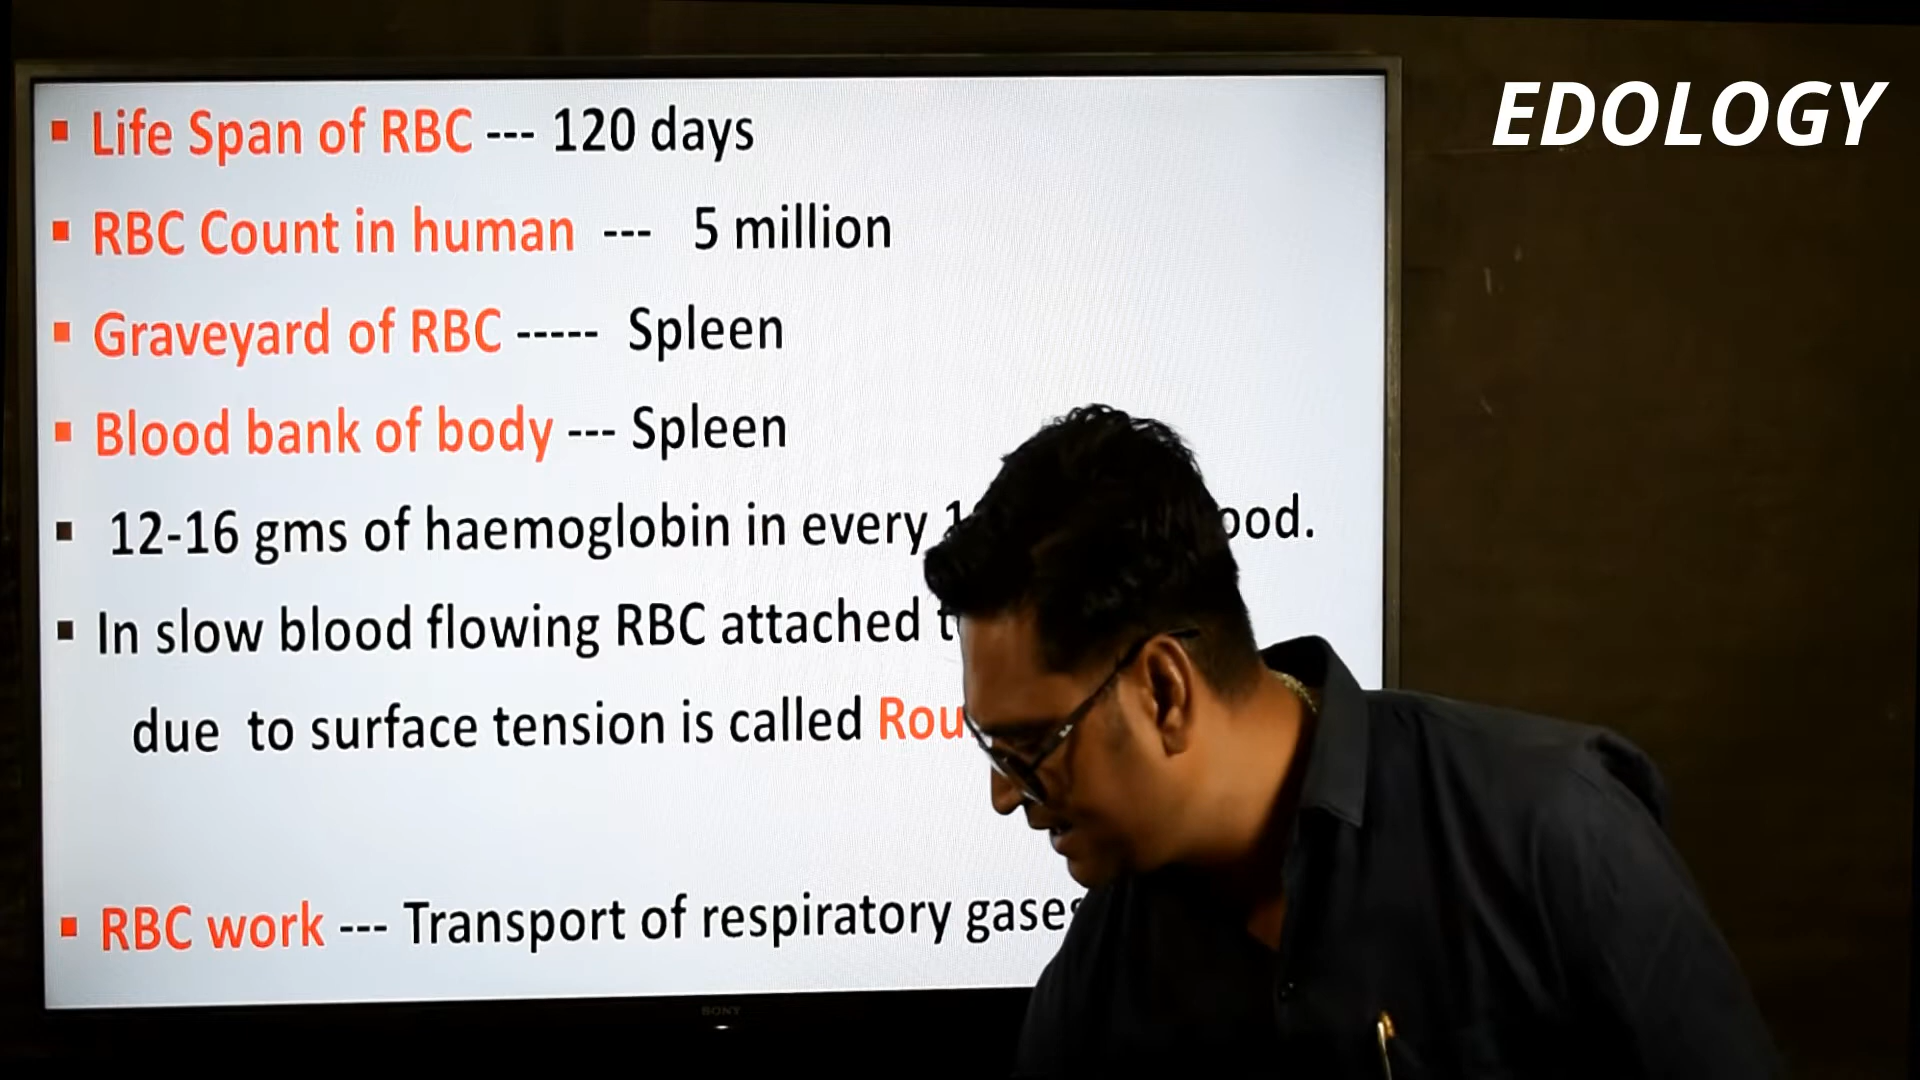 EDOLOGY
Life Span of RBC --- 120 days
RBC Count in human --- 5 million
Graveyard of RBC ----- Spleen
Blood bank of body --- Spleen
12-16 gms of haemoglobin in every
In slow blood flowing RBC attached
due to surface tension is called
RBC work --- Transport of respiratory gases
SONY